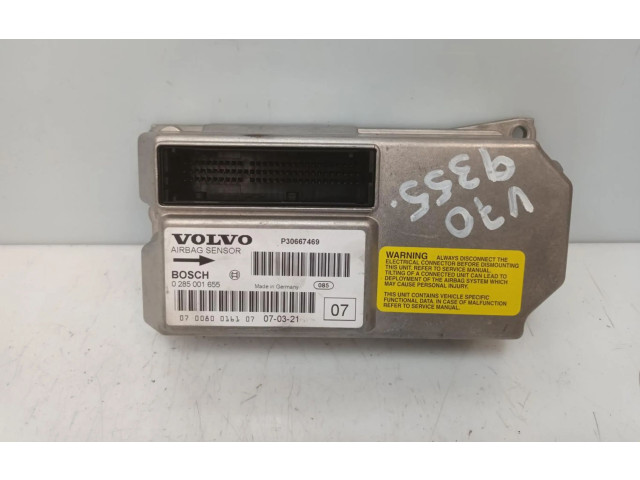 V70
9355.
VOLVO
AIRBAG SENSOR
P30667469
BOSCH
0 285 001 655
Made in Germany
085
07 0080 0161 07 07-03-21
07
WARNING ALWAYS DISCONNECT THE
ELECTRICAL CONNECTOR BEFORE DISMOUNTING
THIS UNIT. REFER TO SERVICE MANUAL.
TILTING OF A CONNECTED UNIT CAN LEAD TO
DEPLOYMENT OF THE AIRBAG SYSTEM WHICH
MAY CAUSE PERSONAL INJURY.
THIS UNIT CONTAINS VEHICLE SPECIFIC
FUNCTIONAL DATA. IN CASE OF MALFUNCTION
REFER TO SERVICE MANUAL.